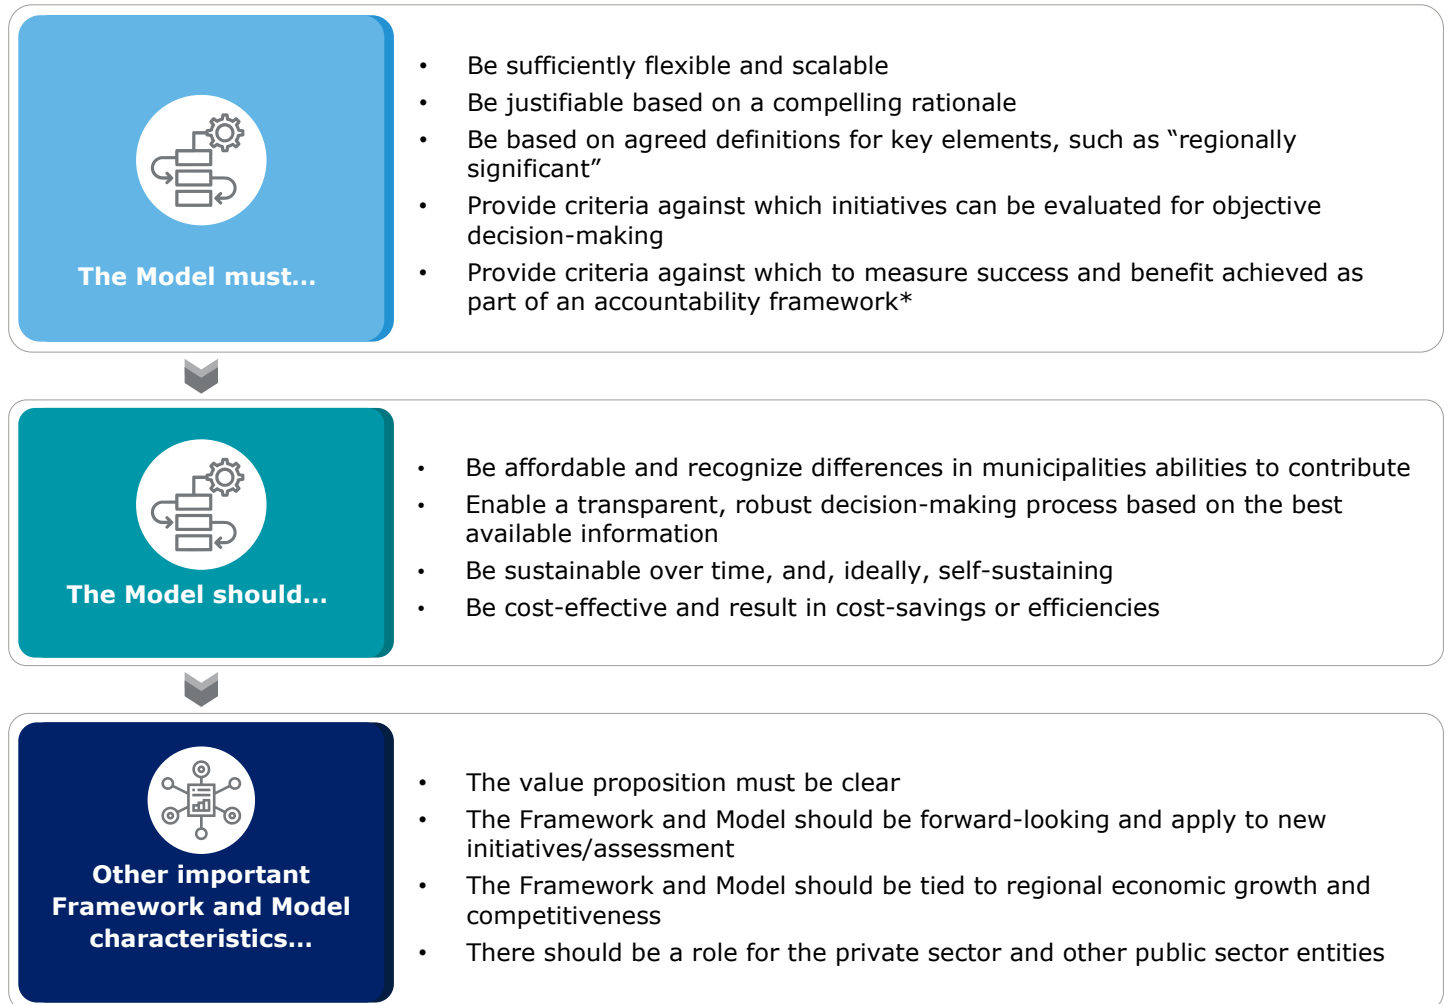 The Model must...
• Be sufficiently flexible and scalable
• Be justifiable based on a compelling rationale
• Be based on agreed definitions for key elements, such as “regionally
significant”
• Provide criteria against which initiatives can be evaluated for objective
decision-making
• Provide criteria against which to measure success and benefit achieved as
part of an accountability framework*
The Model should...
• Be affordable and recognize differences in municipalities abilities to contribute
• Enable a transparent, robust decision-making process based on the best
available information
• Be sustainable over time, and, ideally, self-sustaining
• Be cost-effective and result in cost-savings or efficiencies
Other important
Framework and Model
characteristics...
• The value proposition must be clear
• The Framework and Model should be forward-looking and apply to new
initiatives/assessment
• The Framework and Model should be tied to regional economic growth and
competitiveness
• There should be a role for the private sector and other public sector entities